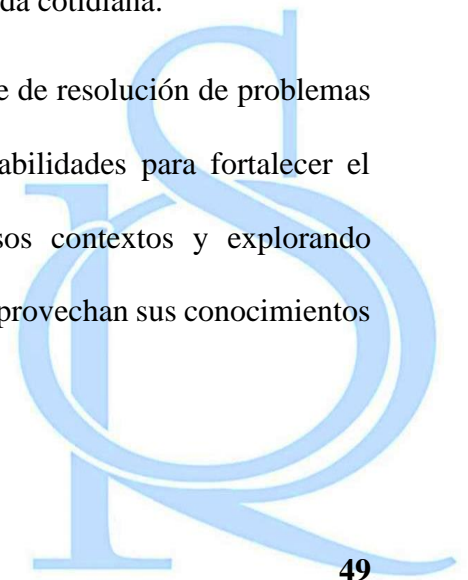 da cotidiana.
e de resolución de problemas
abilidades para fortalecer el
sos contextos y explorando
provechan sus conocimientos
49